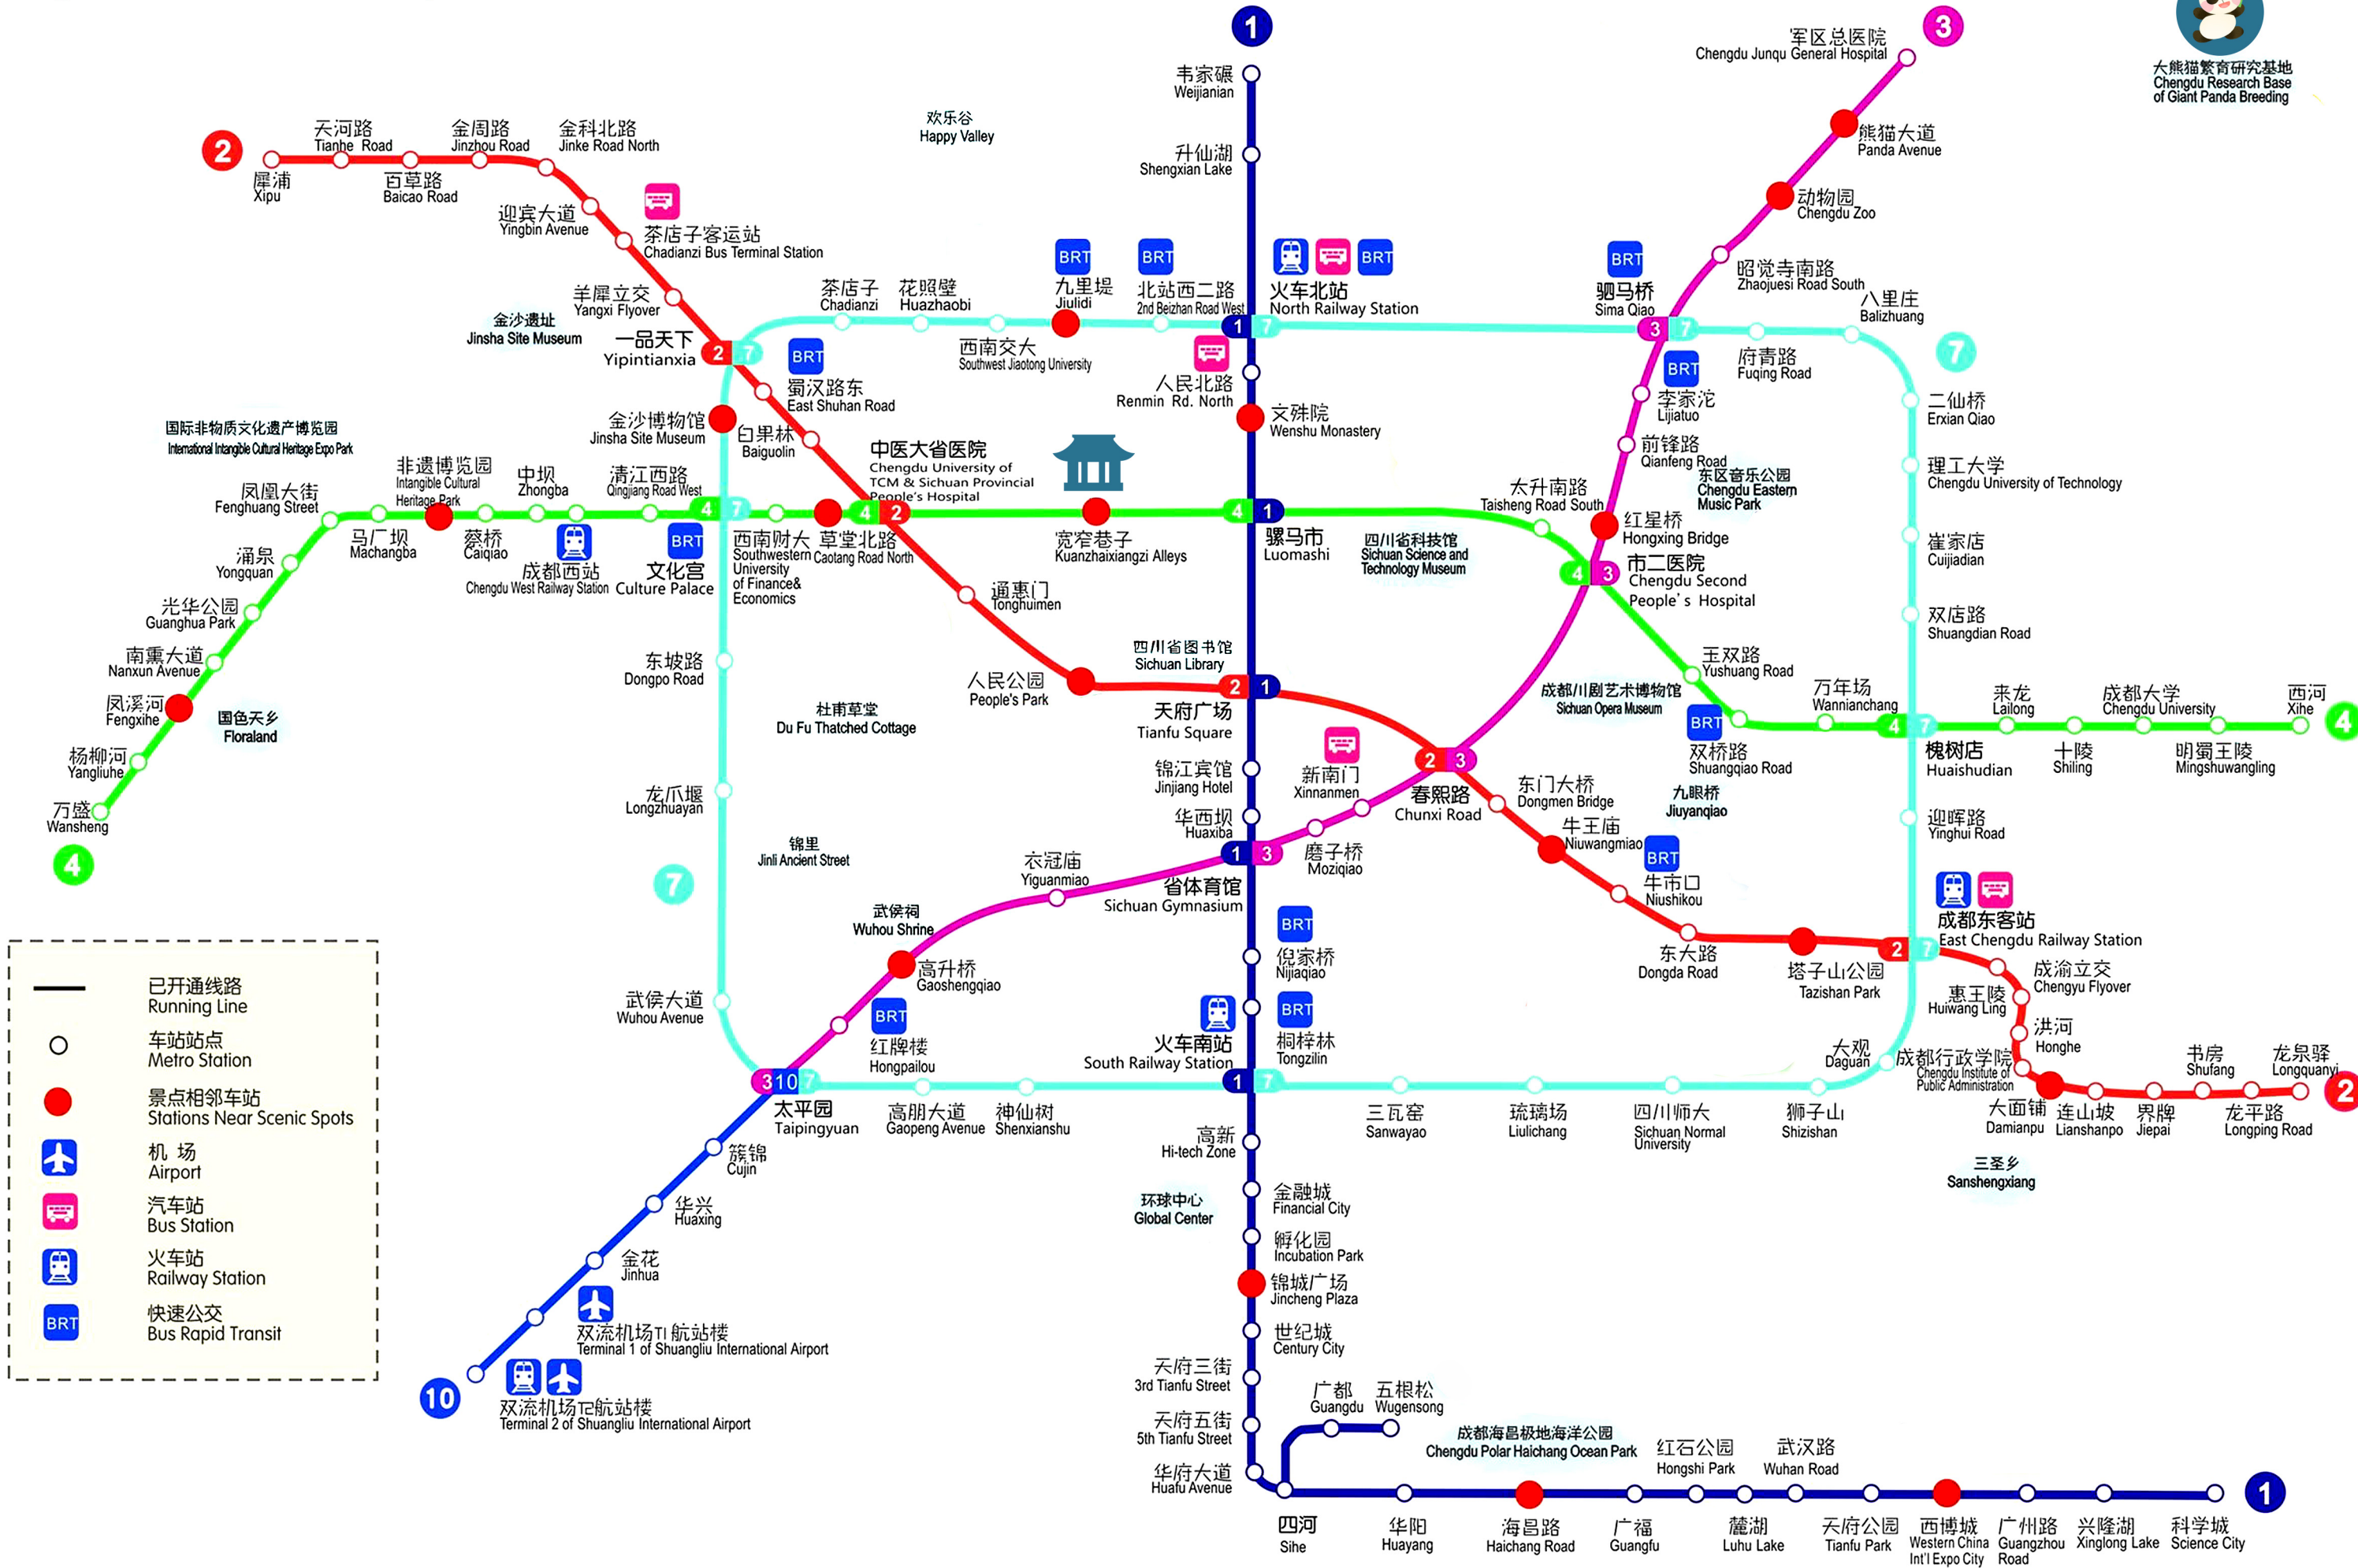 1
韦家碾
Weijianian
升仙湖
Shengxian Lake
欢乐谷
Happy Valley
3
军区总医院
Chengdu Junqu General Hospital
熊猫大道
Panda Avenue
动物园
Chengdu Zoo
昭觉寺南路
Zhaojuesi Road South
大熊猫繁育研究基地
Chengdu Research Base
of Giant Panda Breeding
2
犀浦
Xipu
天河路
Tianhe Road
百草路
Baicao Road
金周路
Jinzhou Road
金科北路
Jinke Road North
迎宾大道
Yingbin Avenue
茶店子客运站
Chadianzi Bus Terminal Station
羊犀立交
Yangxi Flyover
金沙遗址
Jinsha Site Museum
一品天下
Yipintianxia
2 7
茶店子
Chadianzi
花照壁
Huazhaobi
西南交大
Southwest Jiaotong University
BRT
九里堤
Jiulidi
BRT
北站西二路
2nd Beizhan Road West
BRT
火车北站
North Railway Station
1 7
BRT
驷马桥
Sima Qiao
3 7
府青路
Fuqing Road
八里庄
Balizhuang
7
二仙桥
Erxian Qiao
理工大学
Chengdu University of Technology
崔家店
Cuijiadian
双店路
Shuangdian Road
BRT
蜀汉路东
East Shuhan Road
金沙博物馆
Jinsha Site Museum
白果林
Baiguolin
人民北路
Renmin Rd. North
文殊院
Wenshu Monastery
BRT
李家沱
Lijiatuo
前锋路
Qianfeng Road
东区音乐公园
Chengdu Eastern
Music Park
红星桥
Hongxing Bridge
国际非物质文化遗产博览园
International Intangible Cultural Heritage Expo Park
凤凰大街
Fenghuang Street
马厂坝
Machangba
非遗博览园
Intangible Cultural
Heritage Park
蔡桥
Caiqiao
中坝
Zhongba
成都西站
Chengdu West Railway Station
清江西路
Qingjiang Road West
4 7
BRT
文化宫
Culture Palace
西南财大
Southwestern
University
of Finance&
Economics
草堂北路
Caotang Road North
中医大省医院
Chengdu University of
TCM & Sichuan Provincial
People's Hospital
4 2
宽窄巷子
Kuanzhaixiangzi Alleys
4 1
骡马市
Luomashi
四川省科技馆
Sichuan Science and
Technology Museum
太升南路
Taisheng Road South
4 3
市二医院
Chengdu Second
People's Hospital
涌泉
Yongquan
光华公园
Guanghua Park
南熏大道
Nanxun Avenue
凤溪河
Fengxihe
国色天乡
Floraland
杨柳河
Yangliuhe
万盛
Wansheng
4
通惠门
Tonghuimen
人民公园
People's Park
四川省图书馆
Sichuan Library
2 1
天府广场
Tianfu Square
东坡路
Dongpo Road
杜甫草堂
Du Fu Thatched Cottage
龙爪堰
Longzhuayan
锦里
Jinli Ancient Street
7
锦江宾馆
Jinjiang Hotel
华西坝
Huaxiba
新南门
Xinnanmen
磨子桥
Moziqiao
2 3
春熙路
Chunxi Road
成都川剧艺术博物馆
Sichuan Opera Museum
玉双路
Yushuang Road
BRT
双桥路
Shuangqiao Road
九眼桥
Jiuyanqiao
万年场
Wannianchang
4 7
槐树店
Huaishudian
来龙
Lailong
十陵
Shiling
成都大学
Chengdu University
明蜀王陵
Mingshuwangling
西河
Xihe
4
东门大桥
Dongmen Bridge
牛王庙
Niuwangmiao
BRT
牛市口
Niushikou
东大路
Dongda Road
塔子山公园
Tazishan Park
迎晖路
Yinghui Road
2 7
成都东客站
East Chengdu Railway Station
成渝立交
Chengyu Flyover
惠王陵
Huiwang Ling
洪河
Honghe
成都行政学院
Chengdu Institute of
Public Administration
大面铺
Damianpu
连山坡
Lianshanpo
界牌
Jiepai
书房
Shufang
龙平路
Longping Road
龙泉驿
Longquanyi
2
三圣乡
Sanshengxiang
1 3
省体育馆
Sichuan Gymnasium
衣冠庙
Yiguanmiao
武侯祠
Wuhou Shrine
高升桥
Gaoshengqiao
BRT
红牌楼
Hongpailou
武侯大道
Wuhou Avenue
3 10 7
太平园
Taipingyuan
高朋大道
Gaopeng Avenue
神仙树
Shenxianshu
BRT
倪家桥
Nijiaqiao
BRT
桐梓林
Tongzilin
火车南站
South Railway Station
1 7
三瓦窑
Sanwayao
琉璃场
Liulichang
四川师大
Sichuan Normal
University
狮子山
Shizishan
大观
Daguan
簇锦
Cujin
华兴
Huaxing
金花
Jinhua
双流机场T1航站楼
Terminal 1 of Shuangliu International Airport
双流机场T2航站楼
Terminal 2 of Shuangliu International Airport
10
高新
Hi-tech Zone
金融城
Financial City
环球中心
Global Center
孵化园
Incubation Park
锦城广场
Jincheng Plaza
世纪城
Century City
天府三街
3rd Tianfu Street
天府五街
5th Tianfu Street
华府大道
Huafu Avenue
广都
Guangdu
五根松
Wugensong
四河
Sihe
华阳
Huayang
成都海昌极地海洋公园
Chengdu Polar Haichang Ocean Park
海昌路
Haichang Road
广福
Guangfu
红石公园
Hongshi Park
麓湖
Luhu Lake
武汉路
Wuhan Road
天府公园
Tianfu Park
西博城
Western China
Int'l Expo City
广州路
Guangzhou
Road
兴隆湖
Xinglong Lake
科学城
Science City
1
已开通线路
Running Line
车站站点
Metro Station
景点相邻车站
Stations Near Scenic Spots
机 场
Airport
汽车站
Bus Station
火车站
Railway Station
BRT
快速公交
Bus Rapid Transit